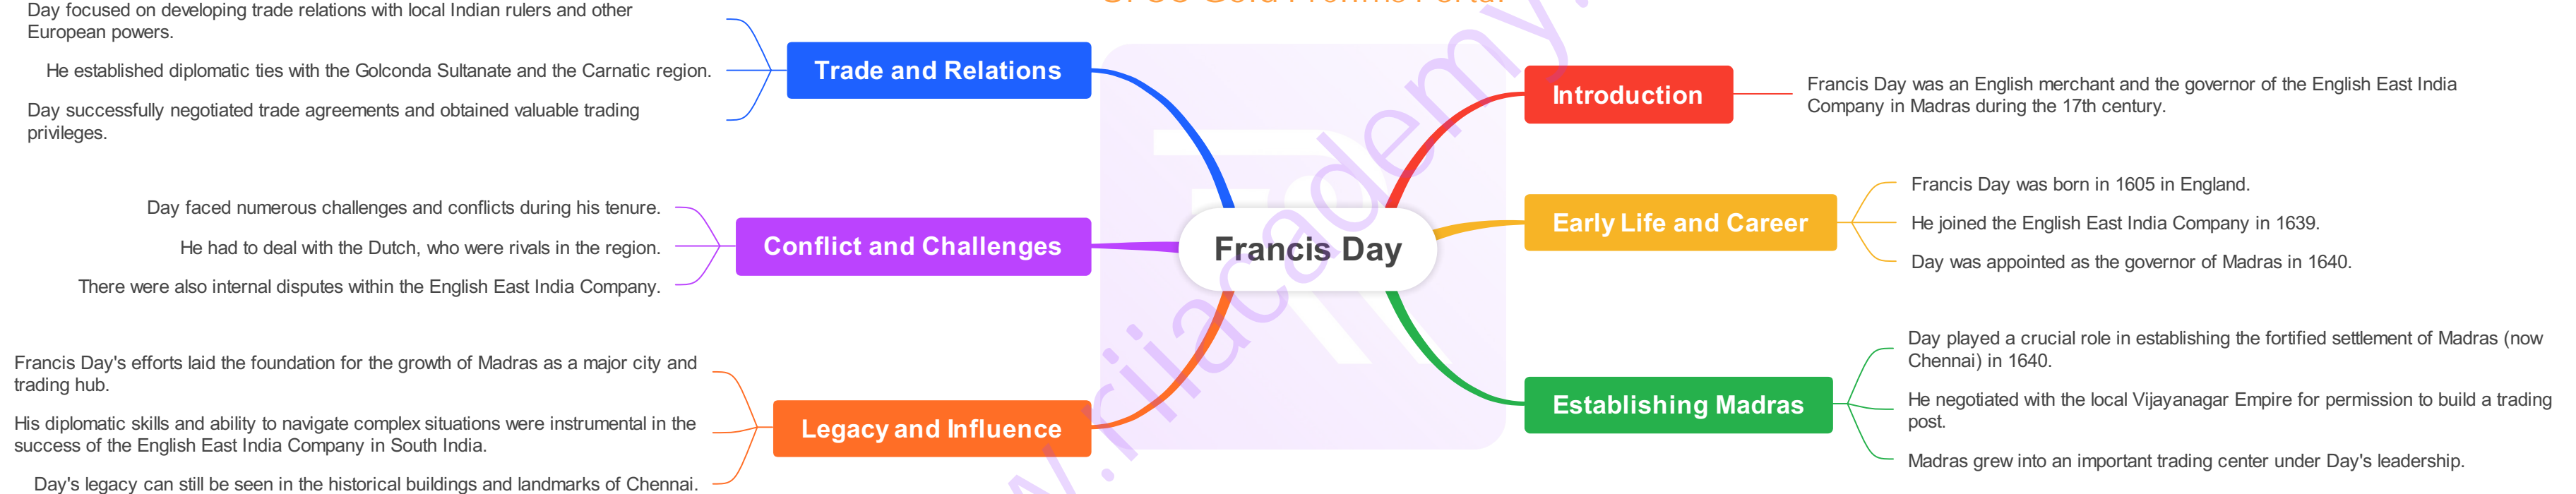 Day focused on developing trade relations with local Indian rulers and other
European powers.
He established diplomatic ties with the Golconda Sultanate and the Carnatic region.
Day successfully negotiated trade agreements and obtained valuable trading
privileges.
Trade and Relations
Day faced numerous challenges and conflicts during his tenure.
He had to deal with the Dutch, who were rivals in the region.
There were also internal disputes within the English East India Company.
Conflict and Challenges
Francis Day's efforts laid the foundation for the growth of Madras as a major city and
trading hub.
His diplomatic skills and ability to navigate complex situations were instrumental in the
success of the English East India Company in South India.
Day's legacy can still be seen in the historical buildings and landmarks of Chennai.
Legacy and Influence
Francis Day
Introduction
Francis Day was an English merchant and the governor of the English East India
Company in Madras during the 17th century.
Early Life and Career
Francis Day was born in 1605 in England.
He joined the English East India Company in 1639.
Day was appointed as the governor of Madras in 1640.
Establishing Madras
Day played a crucial role in establishing the fortified settlement of Madras (now
Chennai) in 1640.
He negotiated with the local Vijayanagar Empire for permission to build a trading
post.
Madras grew into an important trading center under Day's leadership.